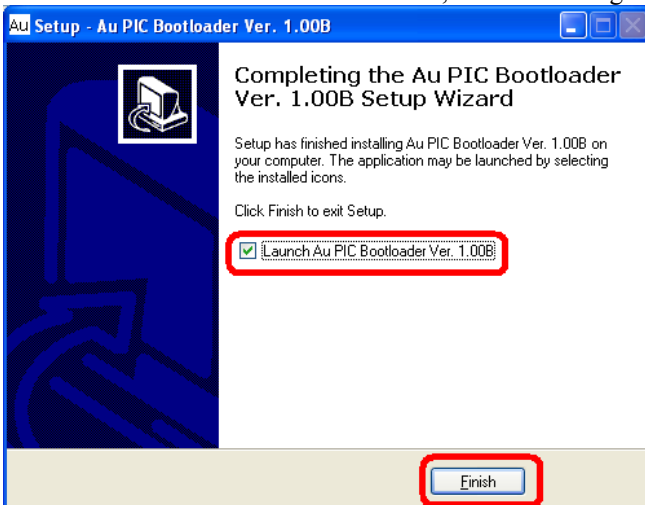 Au Setup - Au PIC Bootloader Ver. 1.00B
Completing the Au PIC Bootloader
Ver. 1.00B Setup Wizard
Setup has finished installing Au PIC Bootloader Ver. 1.00B on
your computer. The application may be launched by selecting
the installed icons.
Click Finish to exit Setup.
Launch Au PIC Bootloader Ver. 1.00B
Finish